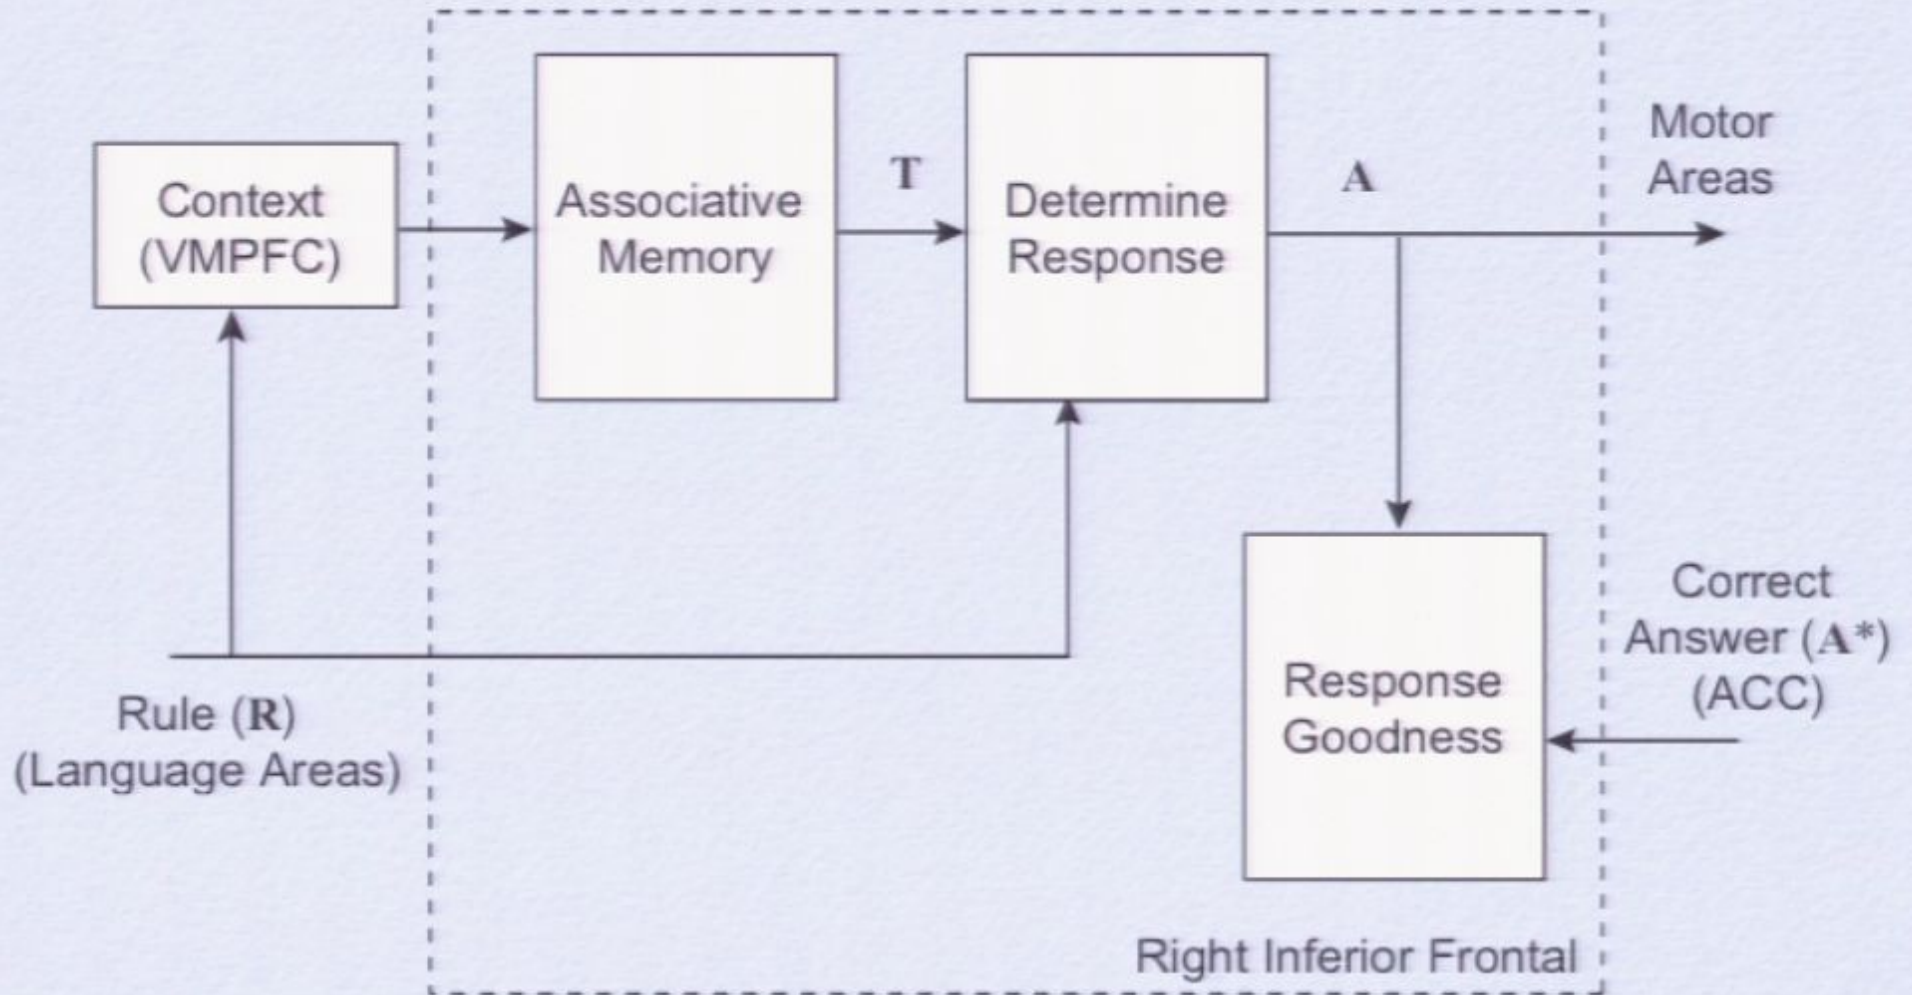 Context
(VMPFC)
Associative
Memory
T
Determine
Response
A
Motor
Areas
Rule (R)
(Language Areas)
Response
Goodness
Correct
Answer (A*)
(ACC)
Right Inferior Frontal